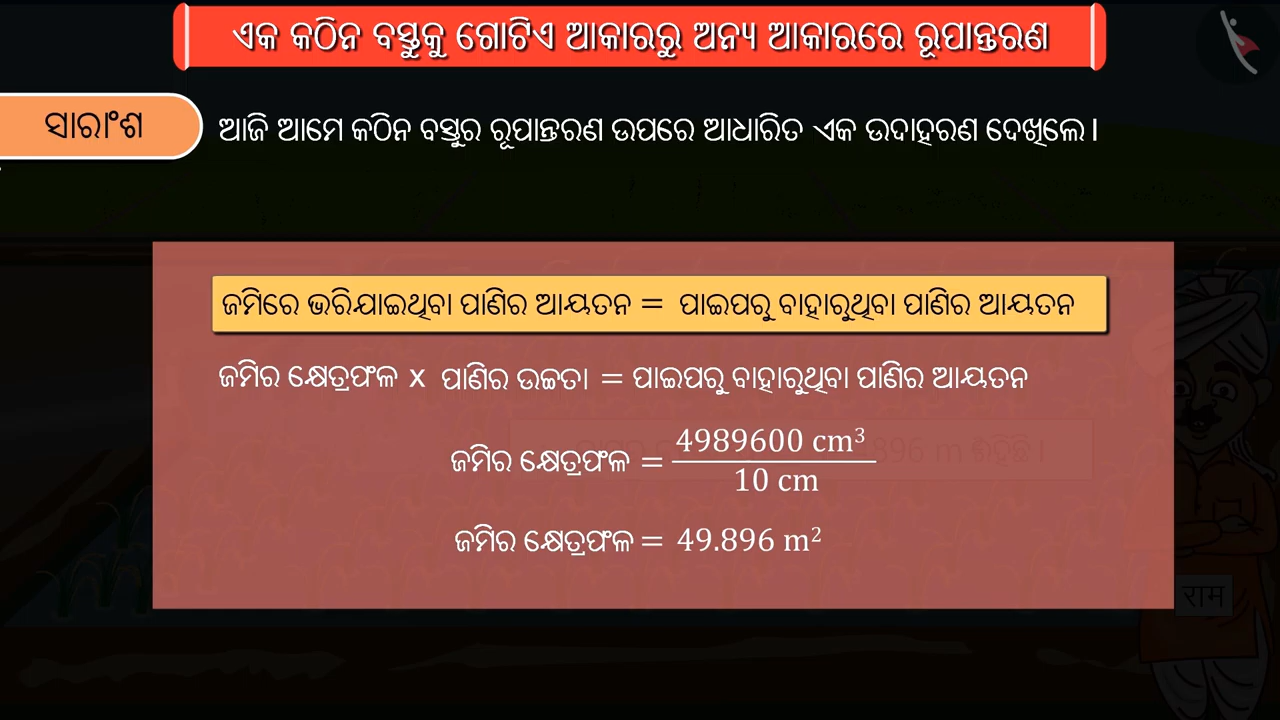 ଏକ କଠିନ ବସ୍ତୁକୁ ଗୋଟିଏ ଆକାରରୁ ଅନ୍ୟ ଆକାରରେ ରୂପାନ୍ତରଣ
ସାରାଂଶ
ଆଜି ଆମେ କଠିନ ବସ୍ତୁର ରୂପାନ୍ତରଣ ଉପରେ ଆଧାରିତ ଏକ ଉଦାହରଣ ଦେଖିଲେ।
ଜମିରେ ଭରିଯାଇଥିବା ପାଣିର ଆୟତନ = ପାଇପରୁ ବାହାରୁଥିବା ପାଣିର ଆୟତନ
ଜମିର କ୍ଷେତ୍ରଫଳ x ପାଣିର ଉଚ୍ଚତା = ପାଇପରୁ ବାହାରୁଥିବା ପାଣିର ଆୟତନ
ଜମିର କ୍ଷେତ୍ରଫଳ = 4989600 cm³ / 10 cm
ଜମିର କ୍ଷେତ୍ରଫଳ = 49.896 m²
राम